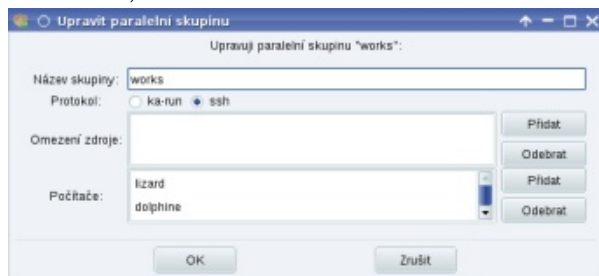 Upravit paralelní skupinu
Upravuji paralelní skupinu "works":
Název skupiny: works
Protokol: ka-run ssh
Omezení zdroje:
Přidat
Odebrat
Počítače:
lizard
dolphine
Přidat
Odebrat
OK Zrušit